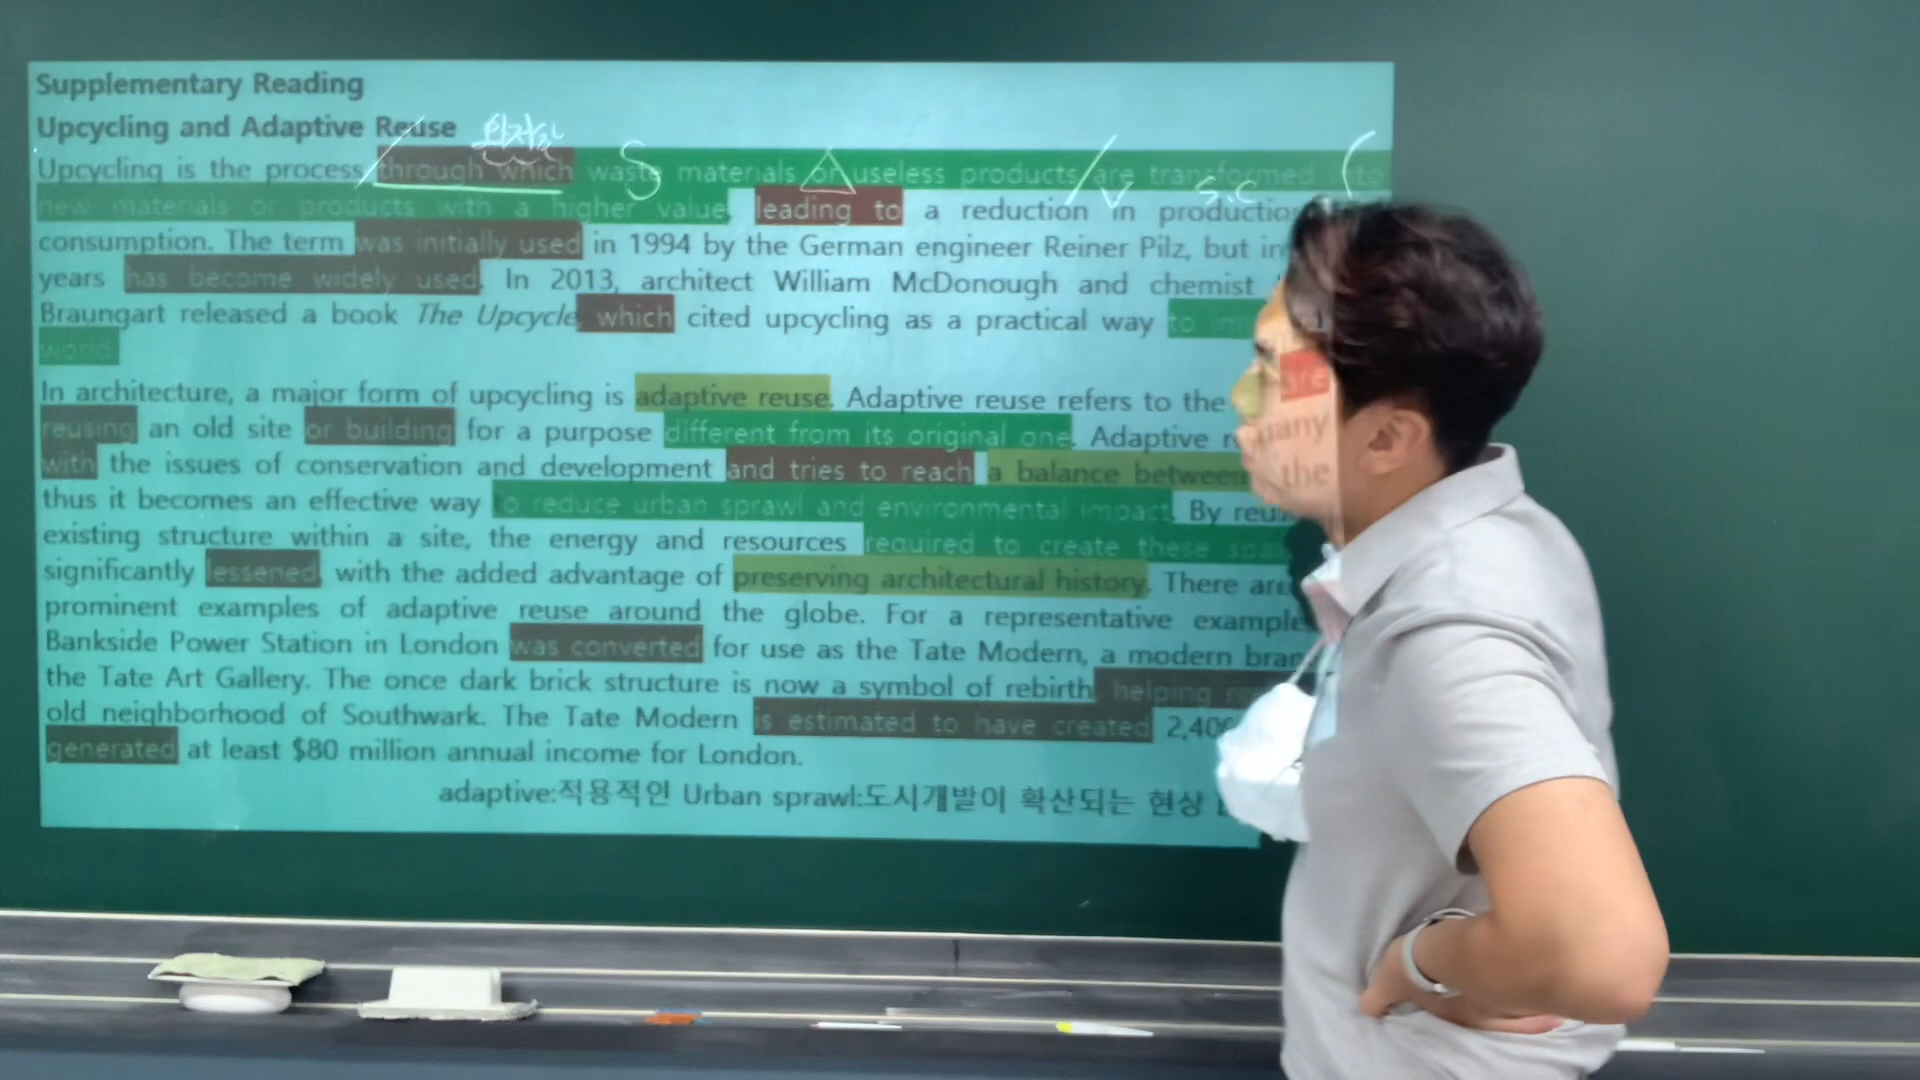 Supplementary Reading
Upcycling and Adaptive Reuse
Upcycling is the process through which waste materials or useless products are transformed to
new materials or products with a higher value, leading to a reduction in production
consumption. The term was initially used in 1994 by the German engineer Reiner Pilz, but in
years has become widely used. In 2013, architect William McDonough and chemist
Braungart released a book The Upcycle, which cited upcycling as a practical way to
world.
In architecture, a major form of upcycling is adaptive reuse. Adaptive reuse refers to the
reusing an old site or building for a purpose different from its original one. Adaptive any
with the issues of conservation and development and tries to reach a balance between the
thus it becomes an effective way to reduce urban sprawl and environmental impact. By
existing structure within a site, the energy and resources required to create these
significantly lessened, with the added advantage of preserving architectural history. There are
prominent examples of adaptive reuse around the globe. For a representative example
Bankside Power Station in London was converted for use as the Tate Modern, a modern
the Tate Art Gallery. The once dark brick structure is now a symbol of rebirth, helping
old neighborhood of Southwark. The Tate Modern is estimated to have created 2,400
generated at least $80 million annual income for London.
adaptive:적용적인 Urban sprawl:도시개발이 확산되는 현상